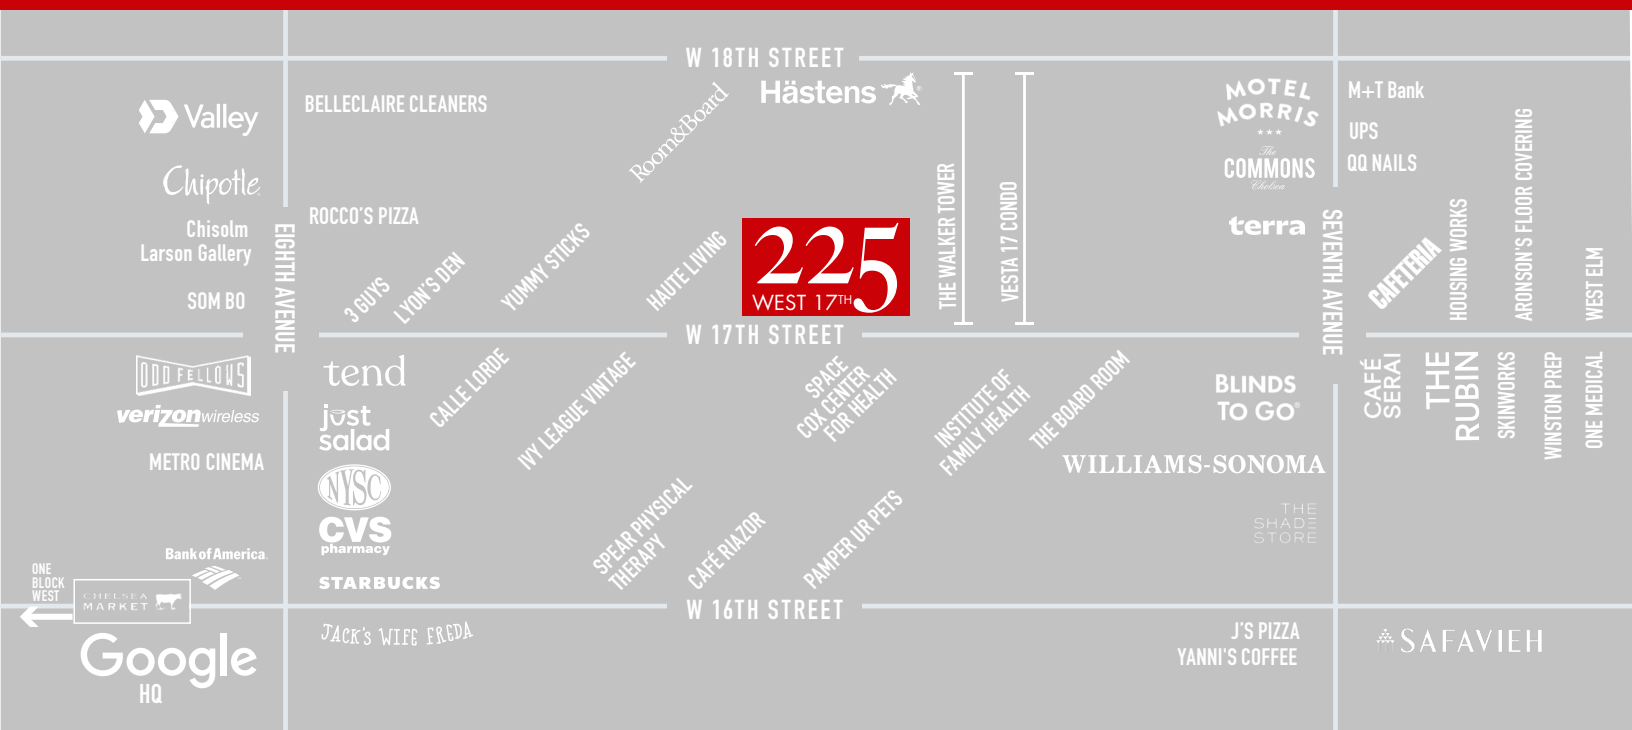 W 18TH STREET
Valley
BELLECLAIRE CLEANERS
Room&Board
Hästens
MOTEL
MORRIS
M+T Bank
UPS
The
COMMONS
Chelsea
QQ NAILS
Chipotle
ROCCO'S PIZZA
Chisolm
Larson Gallery
SOM BO
EIGHTH AVENUE
3 GUYS
LYON'S DEN
YUMMY STICKS
HAUTE LIVING
225
WEST 17TH
THE WALKER TOWER
VESTA 17 CONDO
terra
SEVENTH AVENUE
CAFETERIA
HOUSING WORKS
ARONSON'S FLOOR COVERING
WEST ELM
W 17TH STREET
ODD FELLOWS
verizonwireless
METRO CINEMA
tend
just
salad
NYSC
CVS
pharmacy
STARBUCKS
CALLE LORDE
IVY LEAGUE VINTAGE
SPACE
COX CENTER
FOR HEALTH
INSTITUTE OF
FAMILY HEALTH
THE BOARD ROOM
BLINDS
TO GO®
WILLIAMS-SONOMA
THE
SHADE
STORE
CAFÉ
SERAI
THE
RUBIN
SKINWORKS
WINSTON PREP
ONE MEDICAL
SPEAR PHYSICAL
THERAPY
CAFÉ RIAZOR
PAMPER UR PETS
Bank of America
ONE
BLOCK
WEST
CHELSEA
MARKET
W 16TH STREET
Google
HQ
JACK'S WIFE FREDA
J'S PIZZA
YANNI'S COFFEE
SAFAVIEH